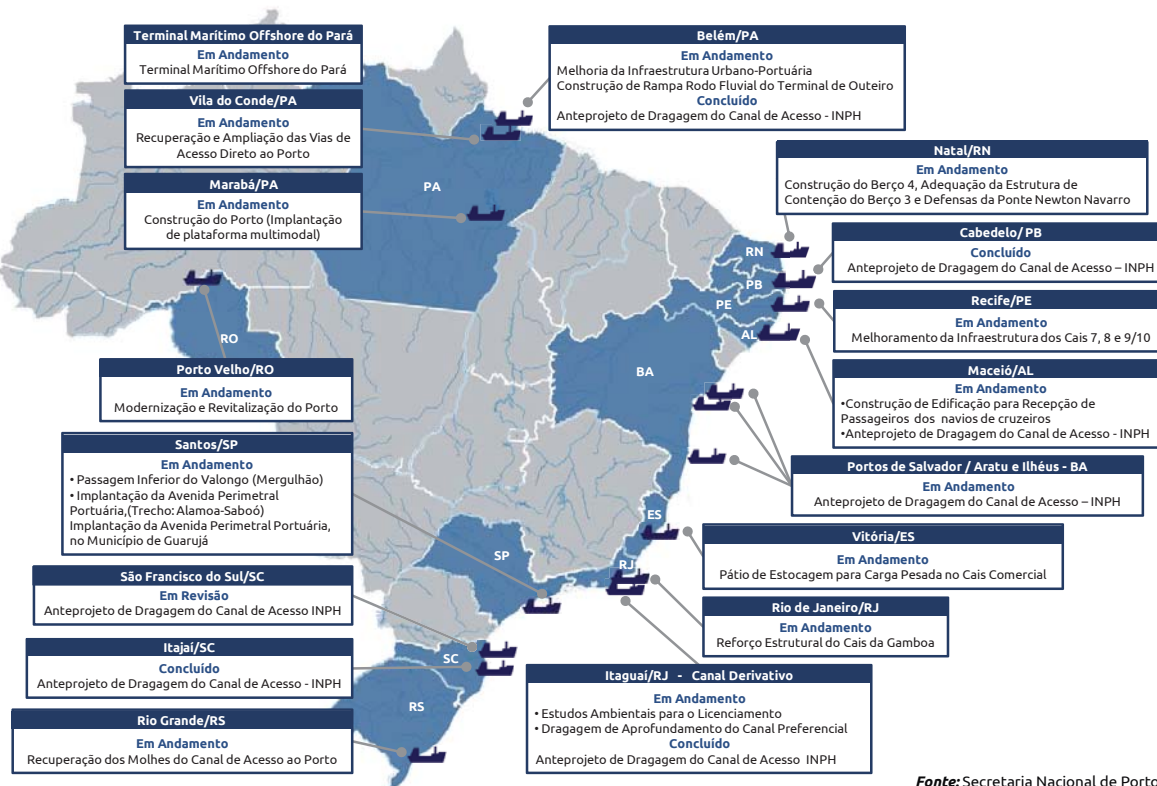 Terminal Marítimo Offshore do Pará
Em Andamento
Terminal Marítimo Offshore do Pará
Vila do Conde/PA
Em Andamento
Recuperação e Ampliação das Vias de
Acesso Direto ao Porto
Marabá/PA
Em Andamento
Construção do Porto (Implantação
de plataforma multimodal)
Belém/PA
Em Andamento
Melhoria da Infraestrutura Urbano-Portuária
Construção de Rampa Rodo Fluvial do Terminal de Outeiro
Concluído
Anteprojeto de Dragagem do Canal de Acesso - INPH
Natal/RN
Em Andamento
Construção do Berço 4, Adequação da Estrutura de
Contenção do Berço 3 e Defensas da Ponte Newton Navarro
Cabedelo/ PB
Concluído
Anteprojeto de Dragagem do Canal de Acesso – INPH
Recife/PE
Em Andamento
Melhoramento da Infraestrutura dos Cais 7, 8 e 9/10
Maceió/AL
Em Andamento
•Construção de Edificação para Recepção de
Passageiros dos navios de cruzeiros
•Anteprojeto de Dragagem do Canal de Acesso - INPH
Portos de Salvador / Aratu e Ilhéus - BA
Em Andamento
Anteprojeto de Dragagem do Canal de Acesso – INPH
Vitória/ES
Em Andamento
Pátio de Estocagem para Carga Pesada no Cais Comercial
Rio de Janeiro/RJ
Em Andamento
Reforço Estrutural do Cais da Gamboa
Itaguaí/RJ - Canal Derivativo
Em Andamento
• Estudos Ambientais para o Licenciamento
• Dragagem de Aprofundamento do Canal Preferencial
Concluído
Anteprojeto de Dragagem do Canal de Acesso INPH
Porto Velho/RO
Em Andamento
Modernização e Revitalização do Porto
Santos/SP
Em Andamento
• Passagem Inferior do Valongo (Mergulhão)
• Implantação da Avenida Perimetral
Portuária,(Trecho: Alamoa-Saboó)
Implantação da Avenida Perimetral Portuária,
no Município de Guarujá
São Francisco do Sul/SC
Em Revisão
Anteprojeto de Dragagem do Canal de Acesso INPH
Itajaí/SC
Concluído
Anteprojeto de Dragagem do Canal de Acesso - INPH
Rio Grande/RS
Em Andamento
Recuperação dos Molhes do Canal de Acesso ao Porto
PA
RN
PB
PE
AL
RO
BA
ES
SP
RJ
SC
RS
Fonte: Secretaria Nacional de Porto